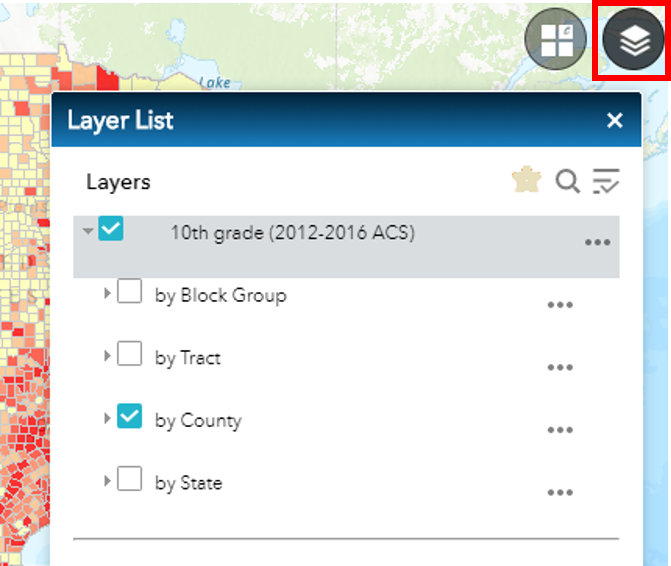 Lake
Layer List
Layers
10th grade (2012-2016 ACS)
by Block Group
by Tract
by County
by State